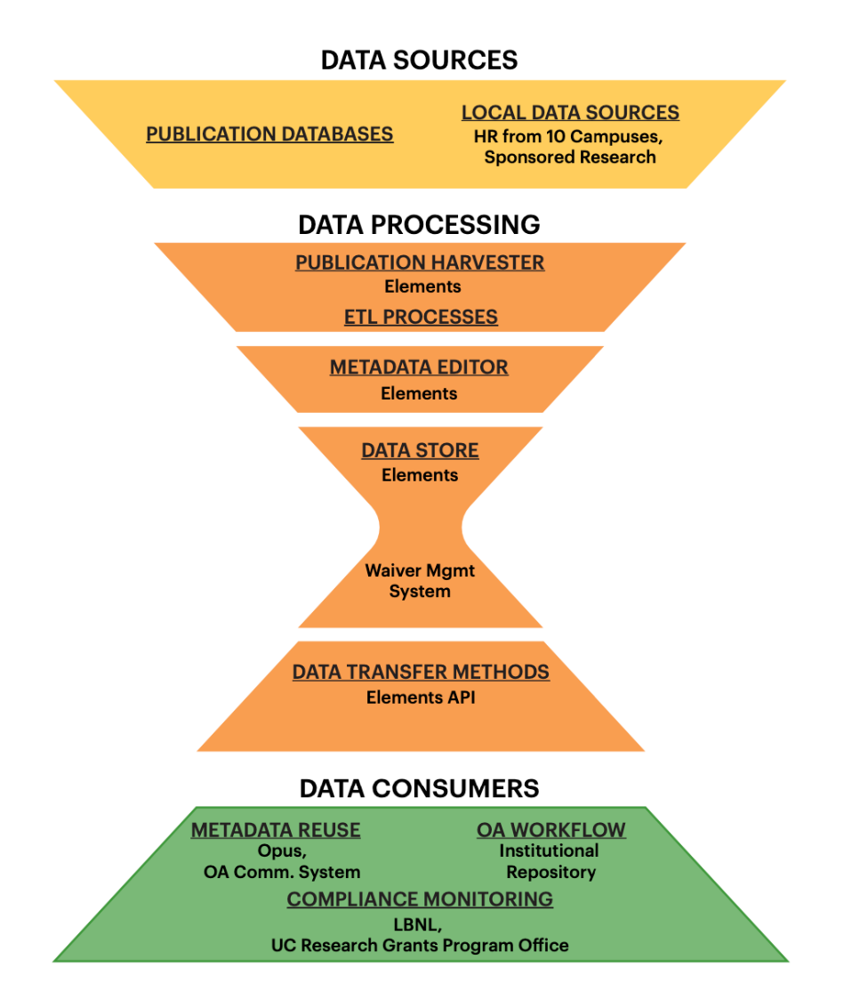 DATA SOURCES
PUBLICATION DATABASES
LOCAL DATA SOURCES
HR from 10 Campuses,
Sponsored Research
DATA PROCESSING
PUBLICATION HARVESTER
Elements
ETL PROCESSES
METADATA EDITOR
Elements
DATA STORE
Elements
Waiver Mgmt
System
DATA TRANSFER METHODS
Elements API
DATA CONSUMERS
METADATA REUSE
Opus,
OA Comm. System
OA WORKFLOW
Institutional
Repository
COMPLIANCE MONITORING
LBNL,
UC Research Grants Program Office